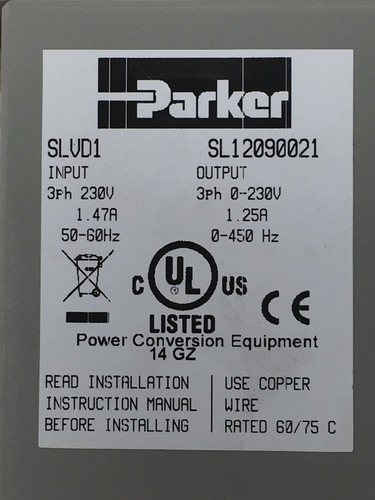 Parker
SLVD1 SL12090021
INPUT OUTPUT
3ph 230V 3ph 0--230V
1.47A 1.25A
50-60Hz 0-450 Hz
C UL US CE
LISTED
Power Conversion Equipment
14 GZ
READ INSTALLATION USE COPPER
INSTRUCTION MANUAL WIRE
BEFORE INSTALLING RATED 60/75 C